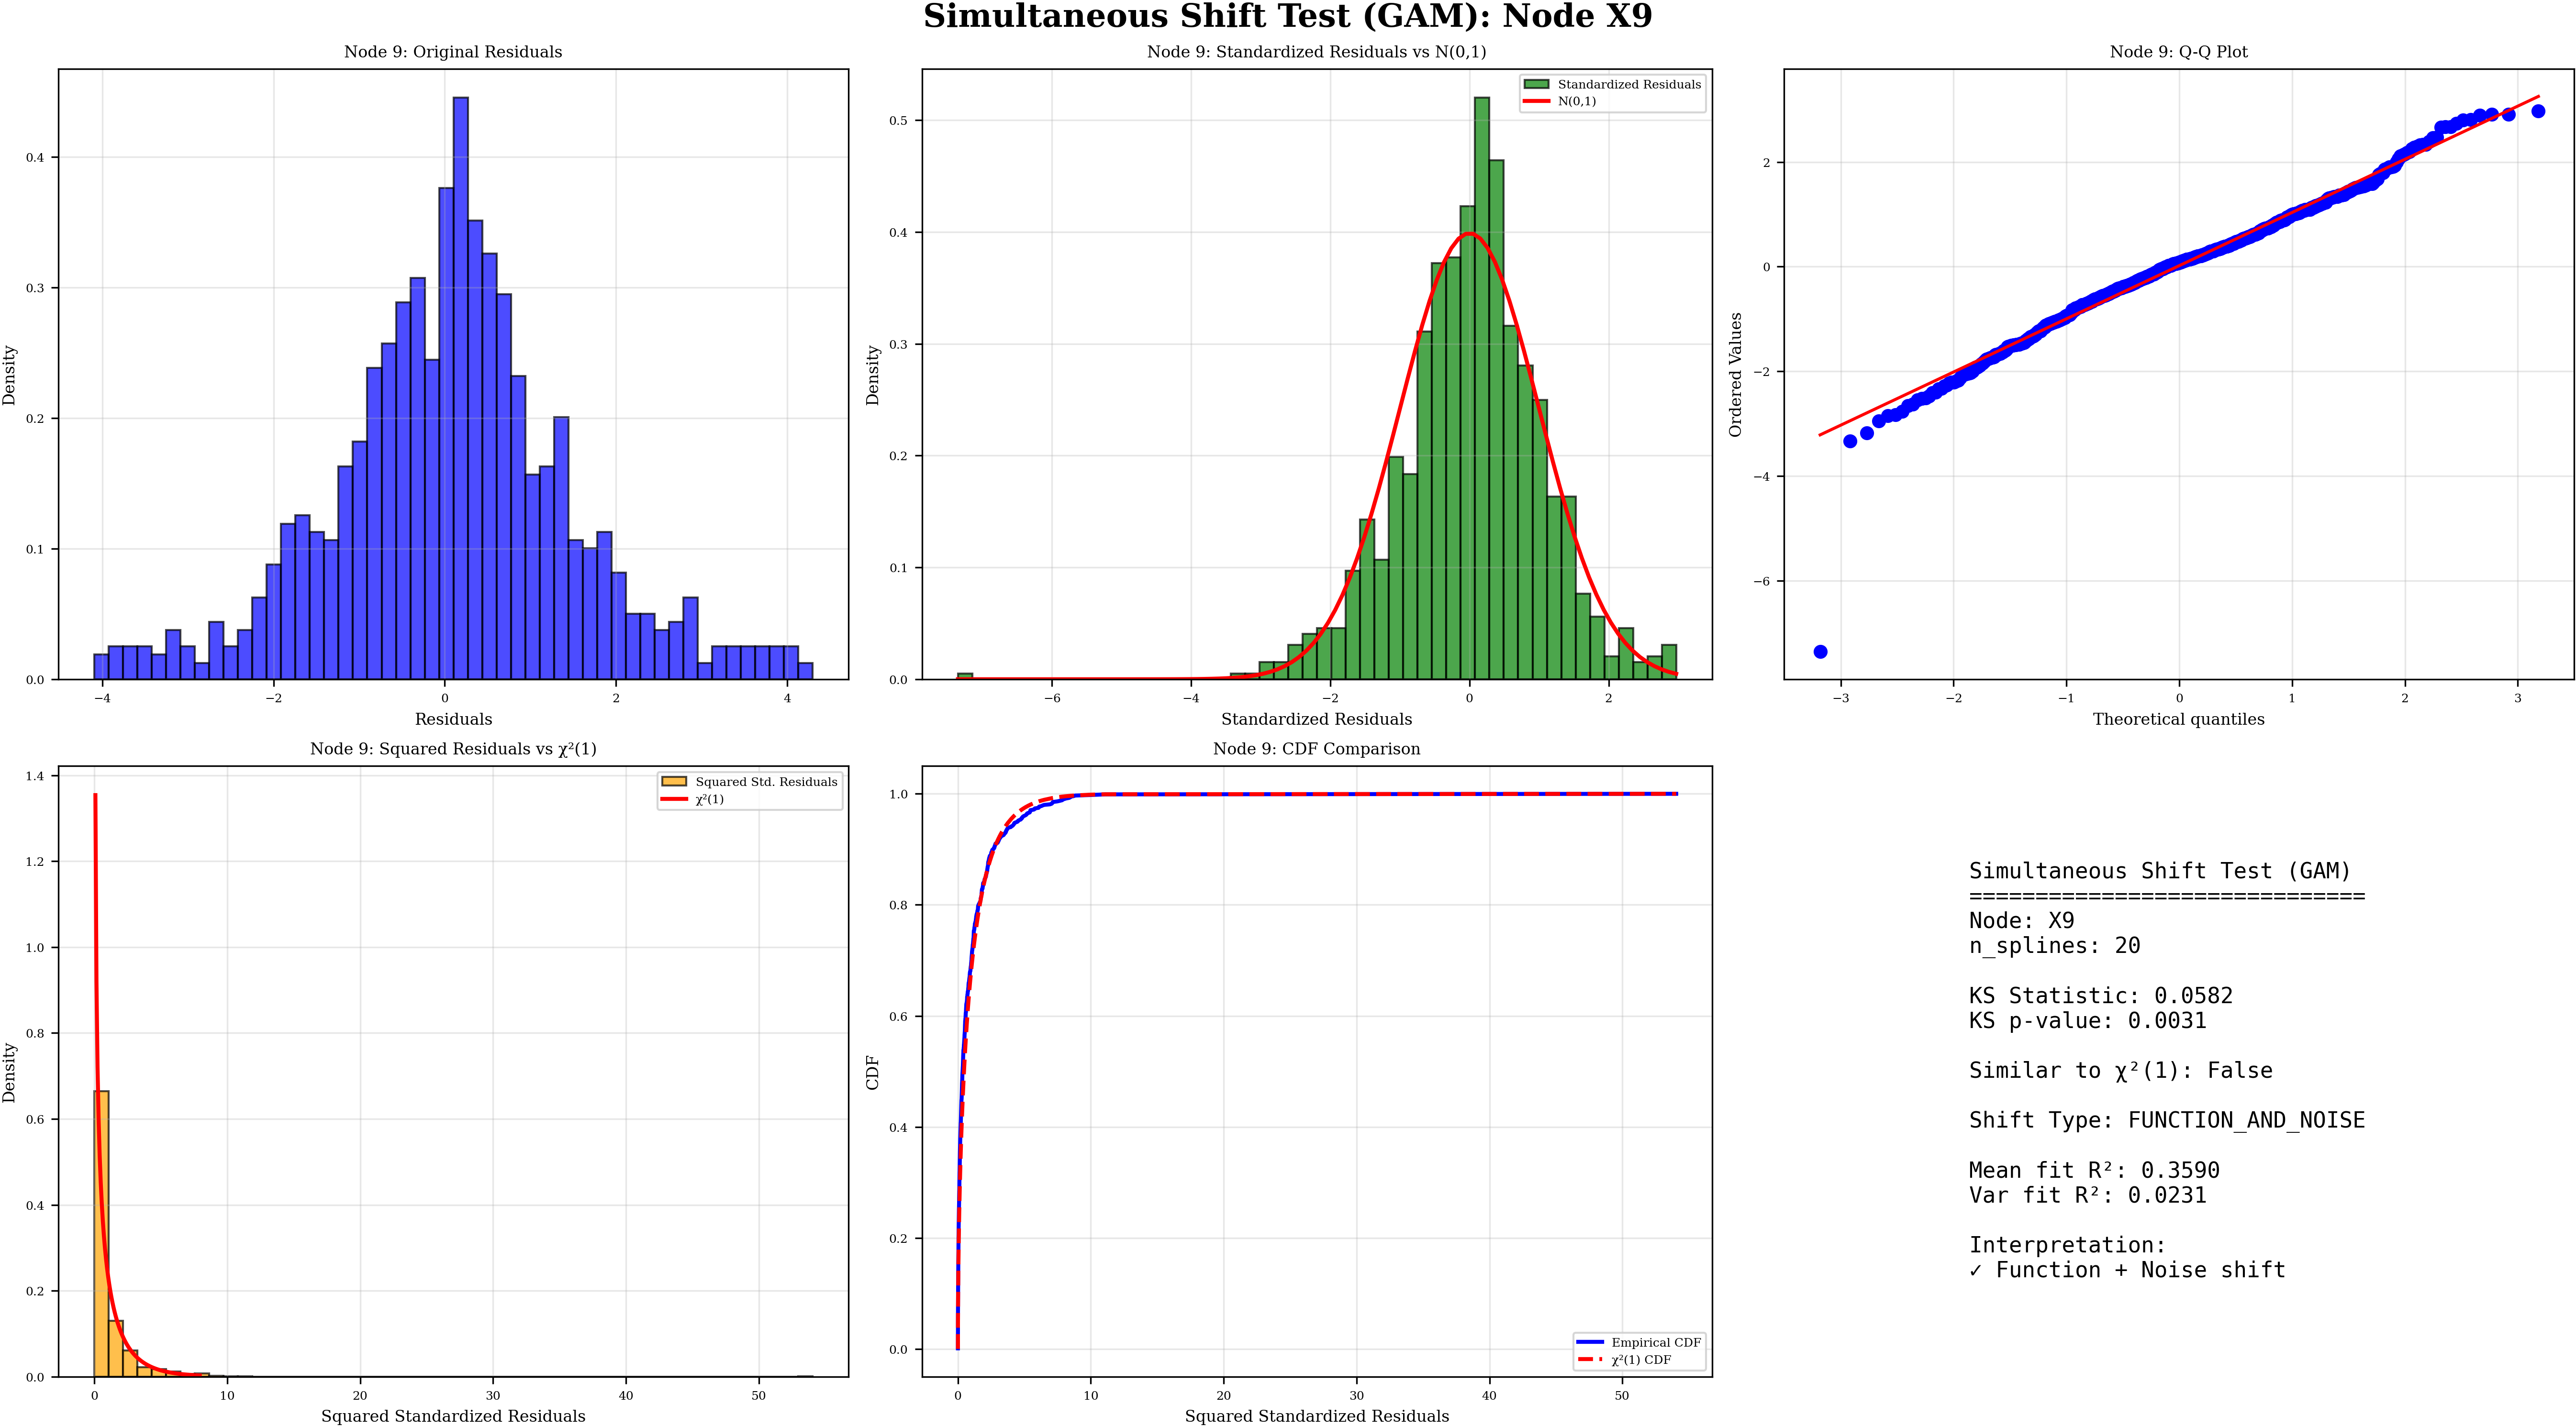 Simultaneous Shift Test (GAM): Node X9
Node 9: Original Residuals
Density
0.4
0.3
0.2
0.1
0.0
−4 −2 0 2 4
Residuals
Node 9: Standardized Residuals vs N(0,1)
Standardized Residuals
N(0,1)
Density
0.5
0.4
0.3
0.2
0.1
0.0
−6 −4 −2 0 2
Standardized Residuals
Node 9: Q-Q Plot
Ordered Values
2
0
−2
−4
−6
−3 −2 −1 0 1 2 3
Theoretical quantiles
Node 9: Squared Residuals vs χ²(1)
Squared Std. Residuals
χ²(1)
Density
1.4
1.2
1.0
0.8
0.6
0.4
0.2
0.0
0 10 20 30 40 50
Squared Standardized Residuals
Node 9: CDF Comparison
CDF
1.0
0.8
0.6
0.4
0.2
0.0
Empirical CDF
χ²(1) CDF
0 10 20 30 40 50
Squared Standardized Residuals
Simultaneous Shift Test (GAM)
==============================
Node: X9
n_splines: 20
KS Statistic: 0.0582
KS p-value: 0.0031
Similar to χ²(1): False
Shift Type: FUNCTION_AND_NOISE
Mean fit R²: 0.3590
Var fit R²: 0.0231
Interpretation:
✓ Function + Noise shift